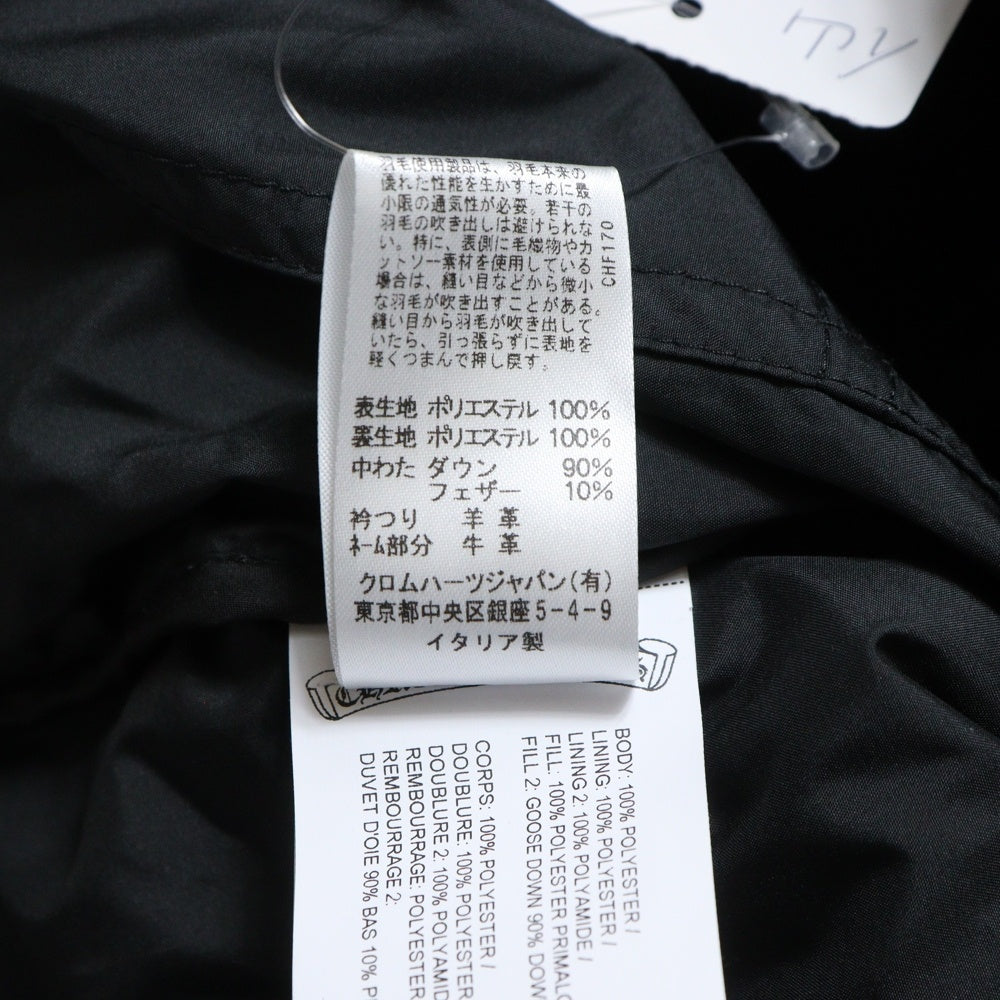 羽毛使用製品は、羽毛本来の
優れた性能を生かすために最
小限の通気性が必要。若干の
羽毛の吹き出しは避けられな
い。特に、表側に毛織物やカ
ットソー素材を使用している
場合は、縫い目などから微小
な羽毛が吹き出すことがある。
縫い目から羽毛が吹き出して
いたら、引っ張らずに表地を
軽くつまんで押し戻す。
CHF170
表生地 ポリエステル 100%
裏生地 ポリエステル 100%
中わた ダウン 90%
フェザー 10%
衿つり 羊革
ネーム部分 牛革
クロムハーツジャパン(有)
東京都中央区銀座5-4-9
イタリア製
BODY: 100% POLYESTER /
LINING: 100% POLYESTER /
LINING 2: 100% POLYAMIDE /
FILL: 100% POLYESTER PRIMALO
FILL 2: GOOSE DOWN 90% DOW
CORPS: 100% POLYESTER /
DOUBLURE: 100% POLYESTER /
DOUBLURE 2: 100% POLYAMID
REMBOURRAGE: POLYESTER
REMBOURRAGE 2:
DUVET D'OIE 90% BAS 10% P